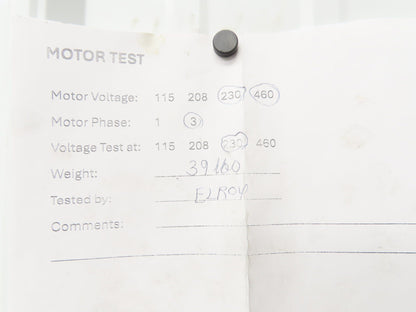 MOTOR TEST
Motor Voltage: 115 208 230 460
Motor Phase: 1 3
Voltage Test at: 115 208 230 460
Weight:
Tested by: ELROY
Comments: